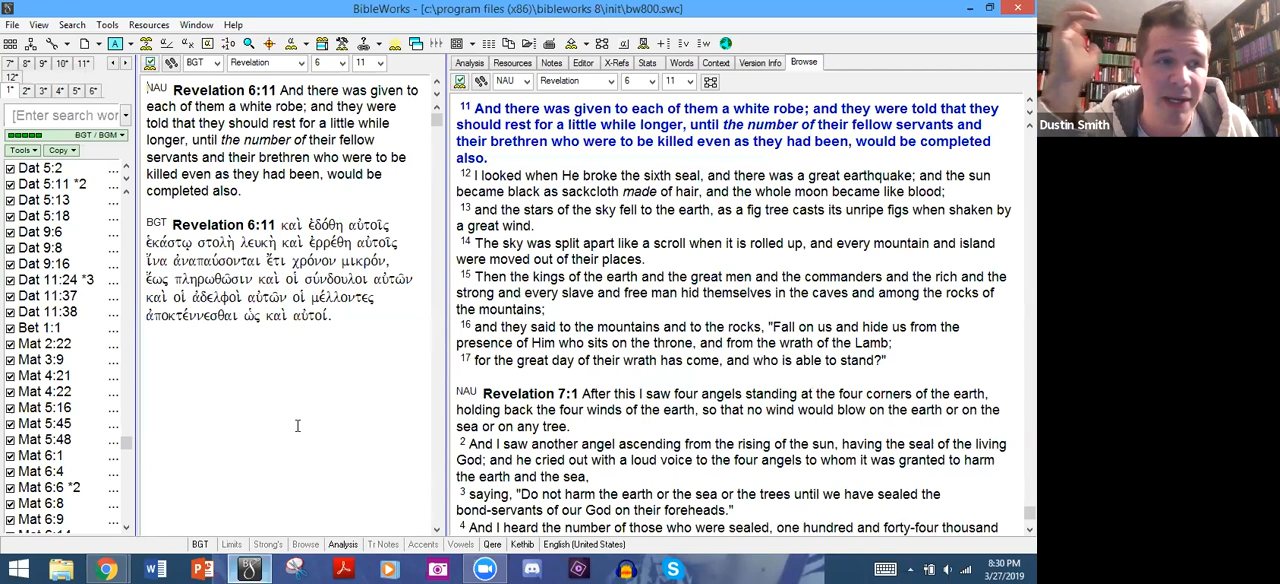 BibleWorks - [c:\program files (x86)\bibleworks 8\init\bw800.swc]
File View Search Tags Tools Resources Window Help
7* 8* 9* 10* 11*
12*
1* 2* 3* 4* 5* 6*
[Enter search wor
BGT / BGM
Tools Copy
Dat 5:2 ...
Dat 5:11 *2 ...
Dat 5:13 ...
Dat 5:18 ...
Dat 9:6 ...
Dat 9:8 ...
Dat 9:16 ...
Dat 11:24 *3 ...
Dat 11:37 ...
Dat 11:38 ...
Bet 1:1 ...
Mat 2:22 ...
Mat 3:9 ...
Mat 4:21 ...
Mat 4:22 ...
Mat 5:16 ...
Mat 5:45 ...
Mat 5:48 ...
Mat 6:1 ...
Mat 6:4 ...
Mat 6:6 *2 ...
Mat 6:8 ...
Mat 6:9 ...
BGT Revelation 6 11
NAU Revelation 6:11 And there was given to
each of them a white robe; and they were
told that they should rest for a little while
longer, until the number of their fellow
servants and their brethren who were to be
killed even as they had been, would be
completed also.
BGT Revelation 6:11 καὶ ἐδόθη αὐτοῖς
ἑκάστῳ στολὴ λευκὴ καὶ ἐρρέθη αὐτοῖς
ἵνα ἀναπαύσονται ἔτι χρόνον μικρόν,
ἕως πληρωθῶσιν καὶ οἱ σύνδουλοι αὐτῶν
καὶ οἱ ἀδελφοὶ αὐτῶν οἱ μέλλοντες
ἀποκτέννεσθαι ὡς καὶ αὐτοί.
Analysis Resources Notes Editor X-Refs Stats Words Context Version Info Browse
NAU Revelation 6 11
11 And there was given to each of them a white robe; and they were told that they
should rest for a little while longer, until the number of their fellow servants and
their brethren who were to be killed even as they had been, would be completed
also.
12 I looked when He broke the sixth seal, and there was a great earthquake; and the sun
became black as sackcloth made of hair, and the whole moon became like blood;
13 and the stars of the sky fell to the earth, as a fig tree casts its unripe figs when shaken by
a great wind.
14 The sky was split apart like a scroll when it is rolled up, and every mountain and island
were moved out of their places.
15 Then the kings of the earth and the great men and the commanders and the rich and the
strong and every slave and free man hid themselves in the caves and among the rocks of
the mountains;
16 and they said to the mountains and to the rocks, "Fall on us and hide us from the
presence of Him who sits on the throne, and from the wrath of the Lamb;
17 for the great day of their wrath has come, and who is able to stand?"
NAU Revelation 7:1 After this I saw four angels standing at the four corners of the earth,
holding back the four winds of the earth, so that no wind would blow on the earth or on the
sea or on any tree.
2 And I saw another angel ascending from the rising of the sun, having the seal of the living
God; and he cried out with a loud voice to the four angels to whom it was granted to harm
the earth and the sea,
3 saying, "Do not harm the earth or the sea or the trees until we have sealed the
bond-servants of our God on their foreheads."
4 And I heard the number of those who were sealed, one hundred and forty-four thousand
BGT Limits Strong's Browse Analysis Tr Notes Accents Vowels Qere Kethib English (United States)
Dustin Smith
8:30 PM
3/27/2019